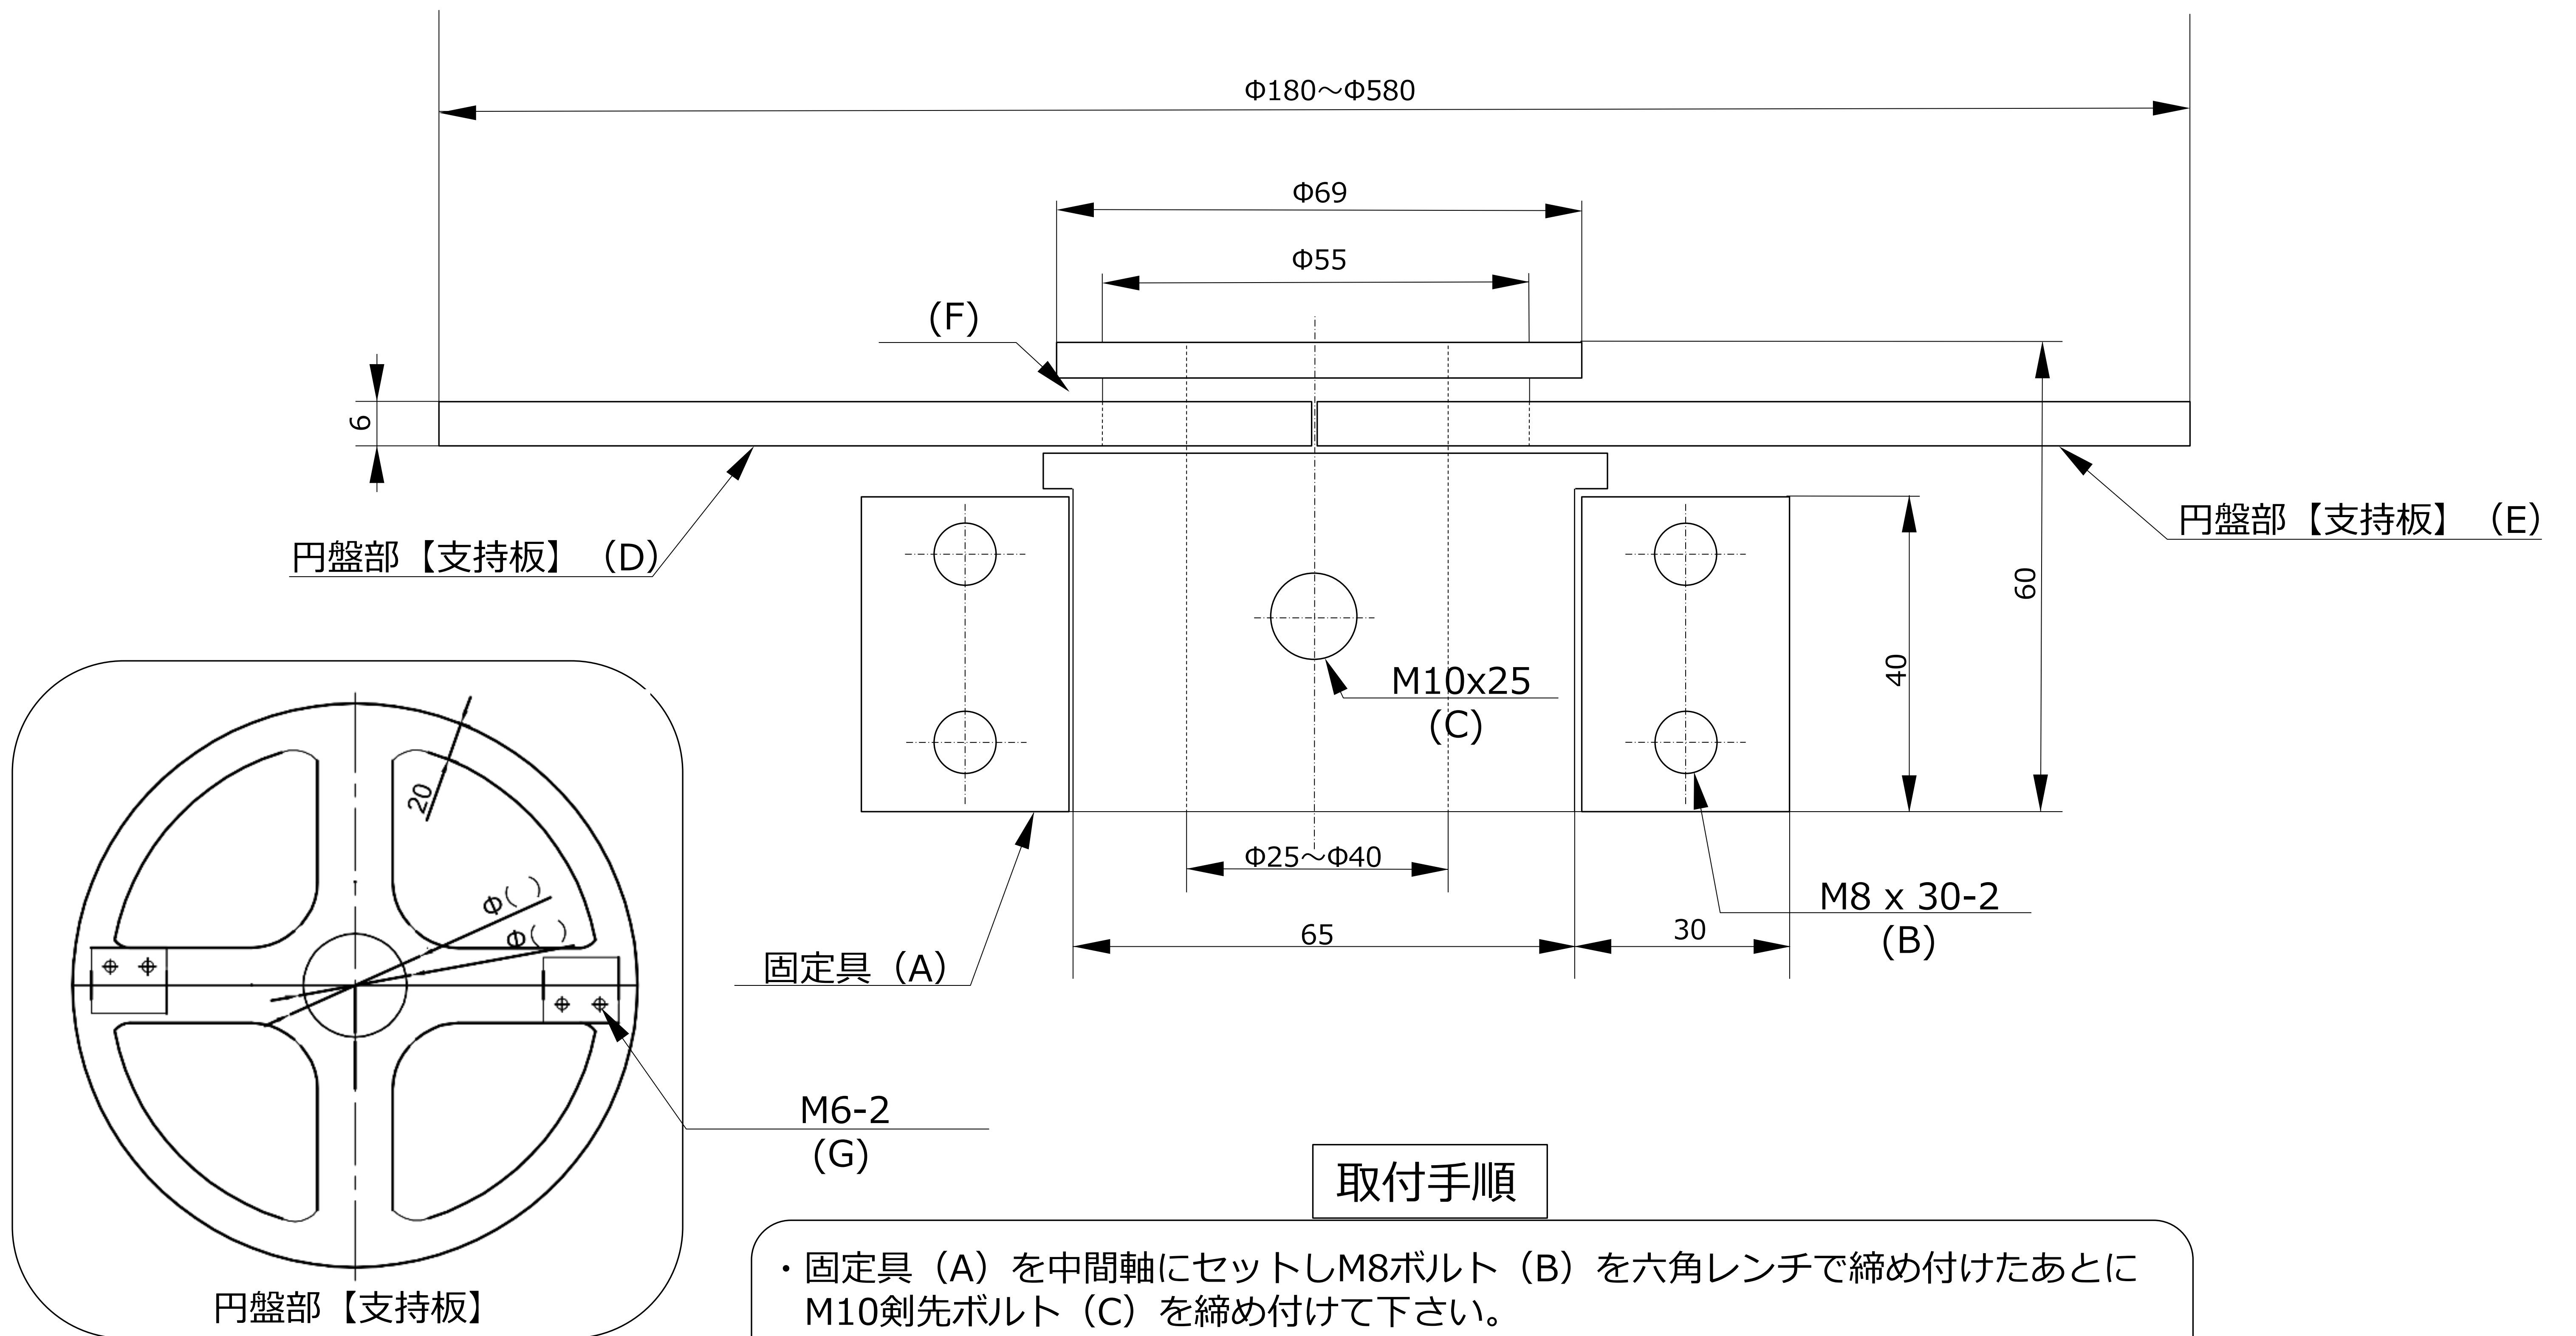 Φ180～Φ580
Φ69
Φ55
(F)
6
円盤部【支持板】（D）
円盤部【支持板】（E）
60
40
M10x25
(C)
20
Φ( )
Φ( )
Φ25～Φ40
M8 x 30-2
(B)
65
30
固定具（A）
M6-2
(G)
円盤部【支持板】
取付手順
・固定具（A）を中間軸にセットしM8ボルト（B）を六角レンチで締め付けたあとに
M10剣先ボルト（C）を締め付けて下さい。